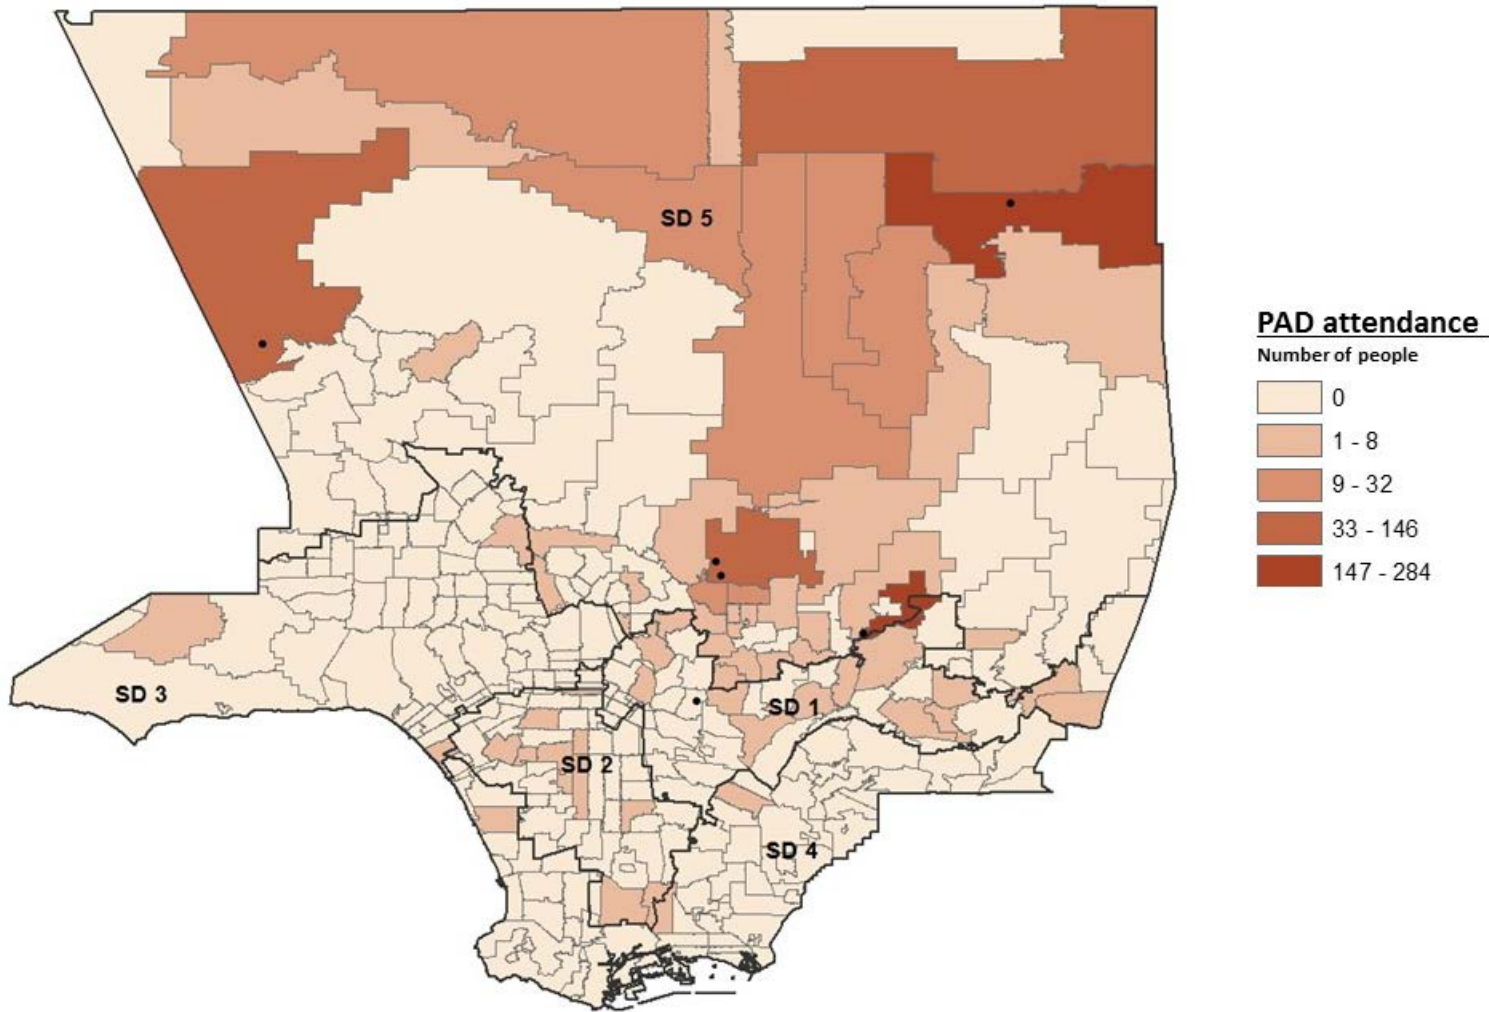 SD 5
PAD attendance
Number of people
0
1 - 8
9 - 32
33 - 146
147 - 284
SD 3
SD 1
SD 2
SD 4